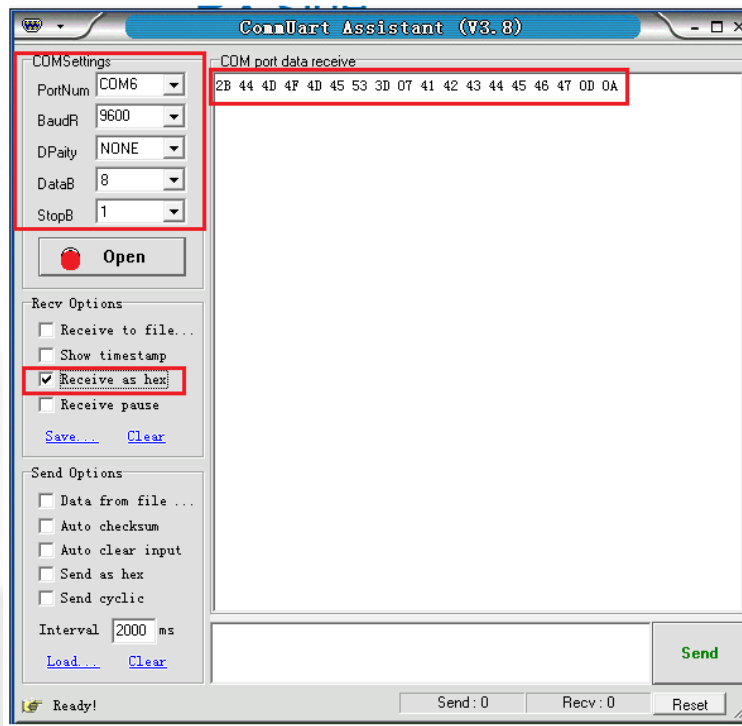 CommUart Assistant (V3.8)
COMSettings
PortNum COM6
BaudR 9600
DPaity NONE
DataB 8
StopB 1
Open
Recv Options
Receive to file...
Show timestamp
Receive as hex
Receive pause
Save... Clear
Send Options
Data from file ...
Auto checksum
Auto clear input
Send as hex
Send cyclic
Interval 2000 ms
Load... Clear
COM port data receive
2B 44 4D 4F 4D 45 53 3D 07 41 42 43 44 45 46 47 0D 0A
Send
Ready!
Send : 0
Recv : 0
Reset